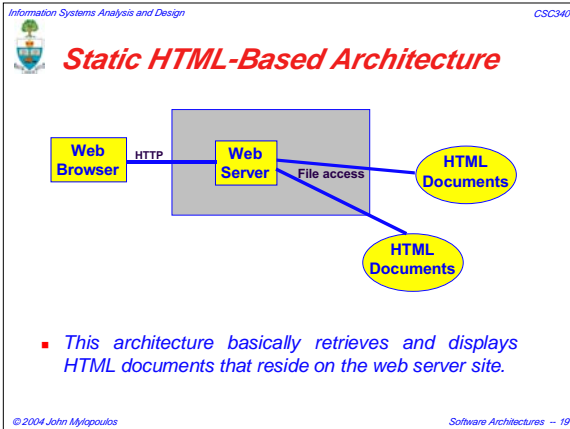 Information Systems Analysis and Design CSC340
Static HTML-Based Architecture
Web
Browser
HTTP
Web
Server
File access
HTML
Documents
HTML
Documents
▪ This architecture basically retrieves and displays
HTML documents that reside on the web server site.
© 2004 John Mylopoulos Software Architectures -- 19